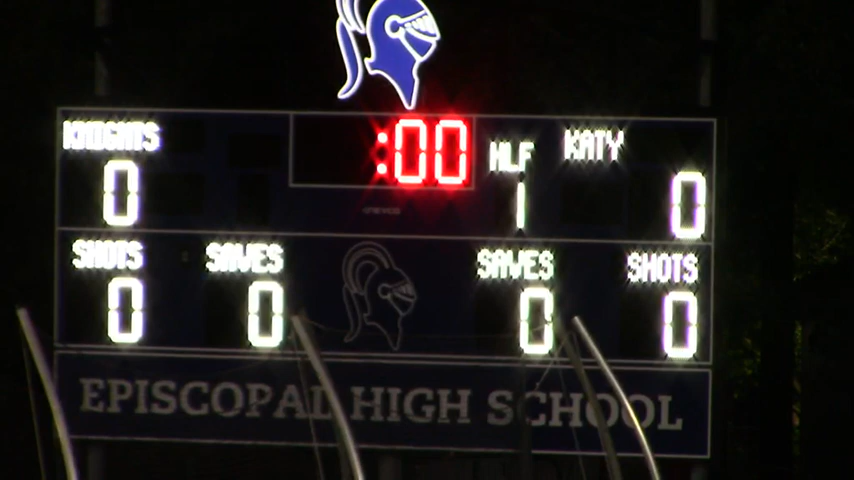 KNIGHTS :00 HLF KATY
0 1 0
SHOTS SAVES SAVES SHOTS
0 0 0 0
EPISCOPAL HIGH SCHOOL